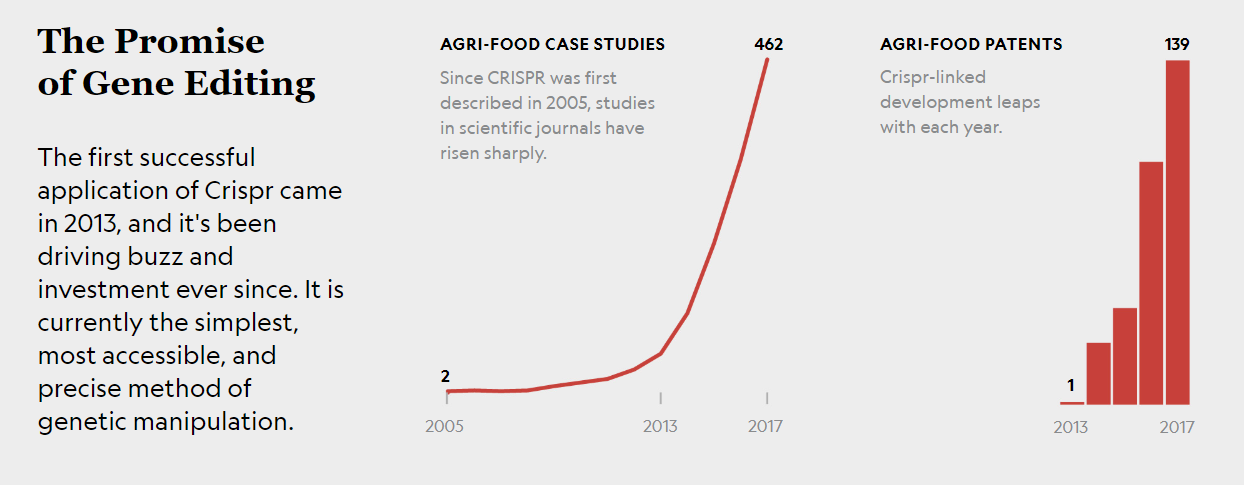 The Promise
of Gene Editing
The first successful
application of Crispr came
in 2013, and it's been
driving buzz and
investment ever since. It is
currently the simplest,
most accessible, and
precise method of
genetic manipulation.
AGRI-FOOD CASE STUDIES
462
Since CRISPR was first
described in 2005, studies
in scientific journals have
risen sharply.
2
2005
2013
2017
AGRI-FOOD PATENTS
139
Crispr-linked
development leaps
with each year.
1
2013
2017